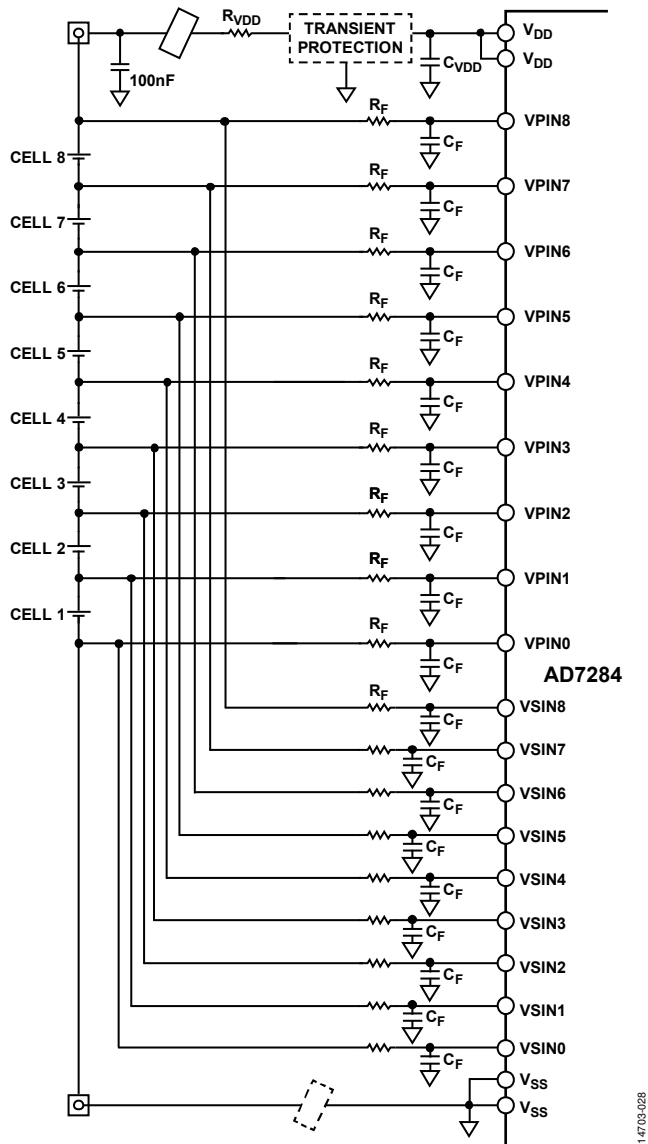 RVDD
TRANSIENT
PROTECTION
VDD
CVDD
VDD
100nF
RF
VPIN8
CF
CELL 8
RF
VPIN7
CF
CELL 7
RF
VPIN6
CF
CELL 6
RF
VPIN5
CF
CELL 5
RF
VPIN4
CF
CELL 4
RF
VPIN3
CF
CELL 3
RF
VPIN2
CF
CELL 2
RF
VPIN1
CF
CELL 1
RF
VPIN0
CF
AD7284
RF
VSIN8
CF
VSIN7
CF
VSIN6
CF
VSIN5
CF
VSIN4
CF
VSIN3
CF
VSIN2
CF
VSIN1
CF
VSIN0
CF
VSS
VSS
14703-028